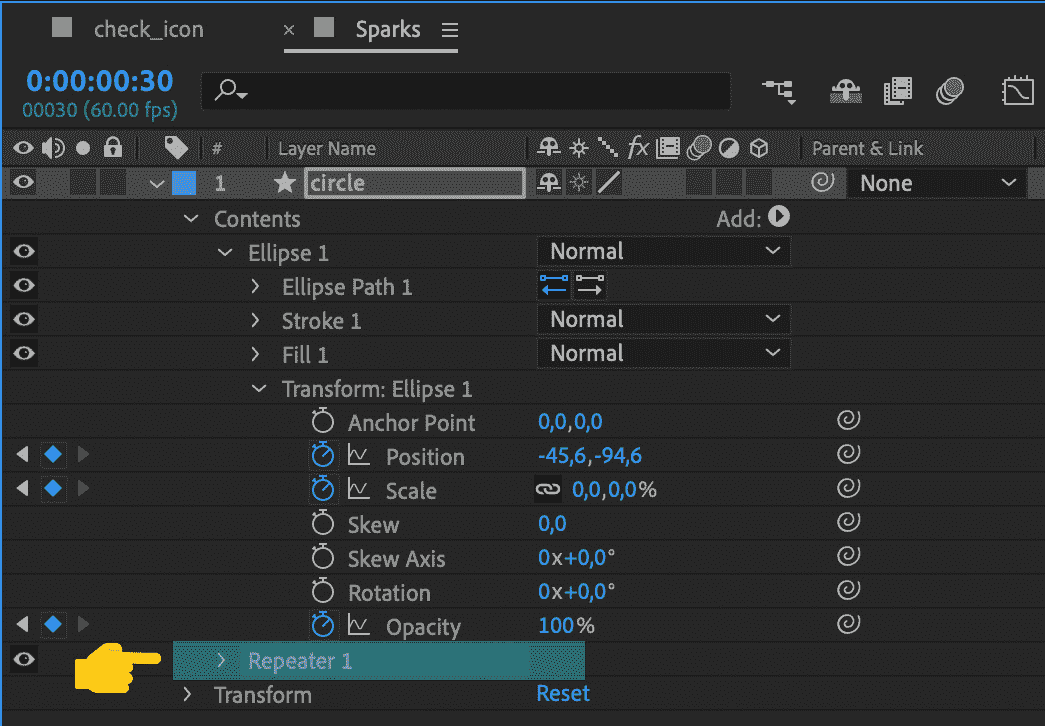 check_icon × Sparks
0:00:00:30
00030 (60.00 fps)
# Layer Name fx Parent & Link
1 circle None
Contents Add:
Ellipse 1 Normal
Ellipse Path 1
Stroke 1 Normal
Fill 1 Normal
Transform: Ellipse 1
Anchor Point 0,0,0,0
Position -45,6,-94,6
Scale 0,0,0,0%
Skew 0,0
Skew Axis 0x+0,0°
Rotation 0x+0,0°
Opacity 100%
Repeater 1
Transform Reset